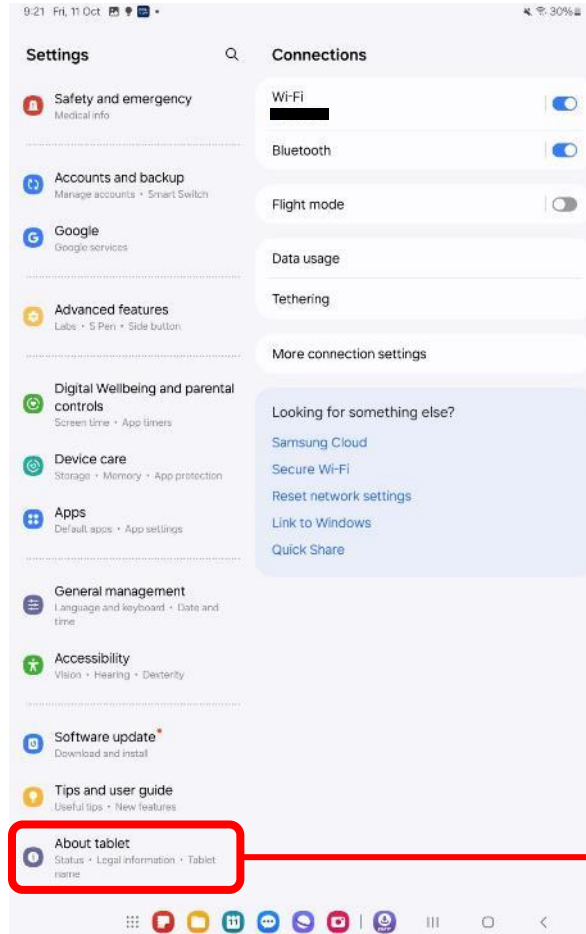 9:21 Fri, 11 Oct
30%
Settings
Safety and emergency
Medical info
Accounts and backup
Manage accounts • Smart Switch
Google
Google services
Advanced features
Labs • S Pen • Side button
Digital Wellbeing and parental
controls
Screen time • App timers
Device care
Storage • Memory • App protection
Apps
Default apps • App settings
General management
Language and keyboard • Date and
time
Accessibility
Vision • Hearing • Dexterity
Software update
Download and install
Tips and user guide
Useful tips • New features
About tablet
Status • Legal information • Tablet
name
Connections
Wi-Fi
Bluetooth
Flight mode
Data usage
Tethering
More connection settings
Looking for something else?
Samsung Cloud
Secure Wi-Fi
Reset network settings
Link to Windows
Quick Share
11